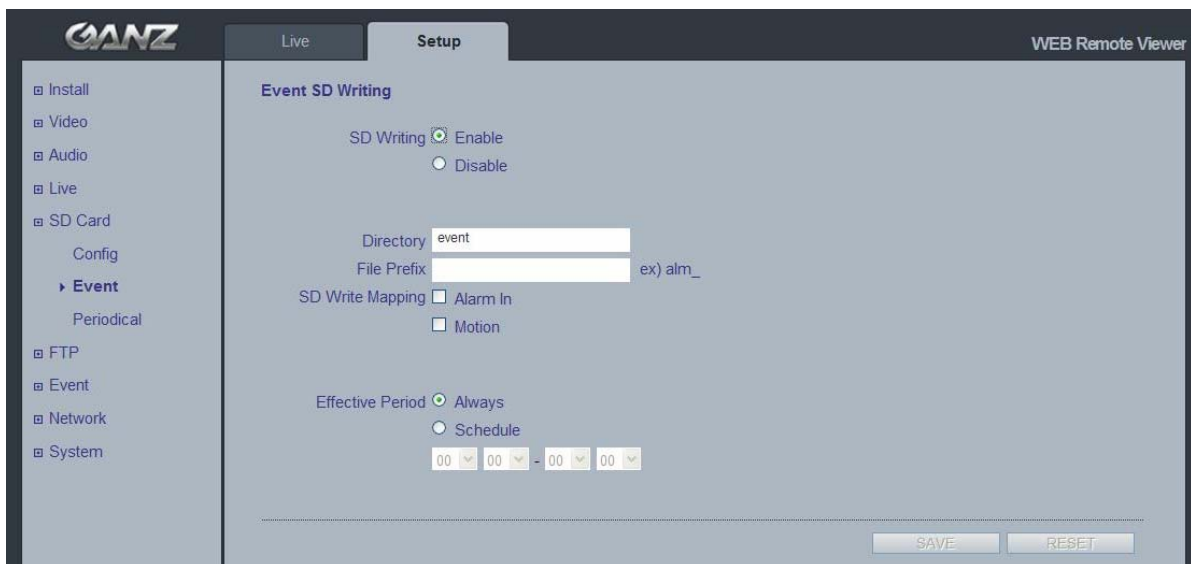 GANZ
Live
Setup
WEB Remote Viewer
Install
Video
Audio
Live
SD Card
Config
Event
Periodical
FTP
Event
Network
System
Event SD Writing
SD Writing Enable
Disable
Directory event
File Prefix ex) alm_
SD Write Mapping Alarm In
Motion
Effective Period Always
Schedule
00 00 - 00 00
SAVE RESET